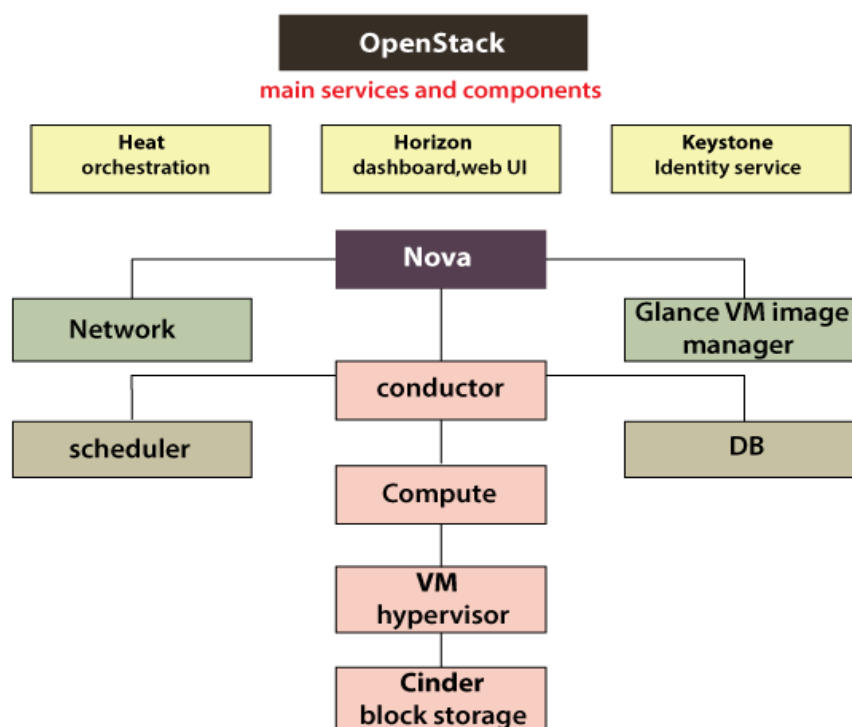 OpenStack
main services and components
Heat
orchestration
Horizon
dashboard,web UI
Keystone
Identity service
Nova
Network
Glance VM image
manager
conductor
scheduler
DB
Compute
VM
hypervisor
Cinder
block storage